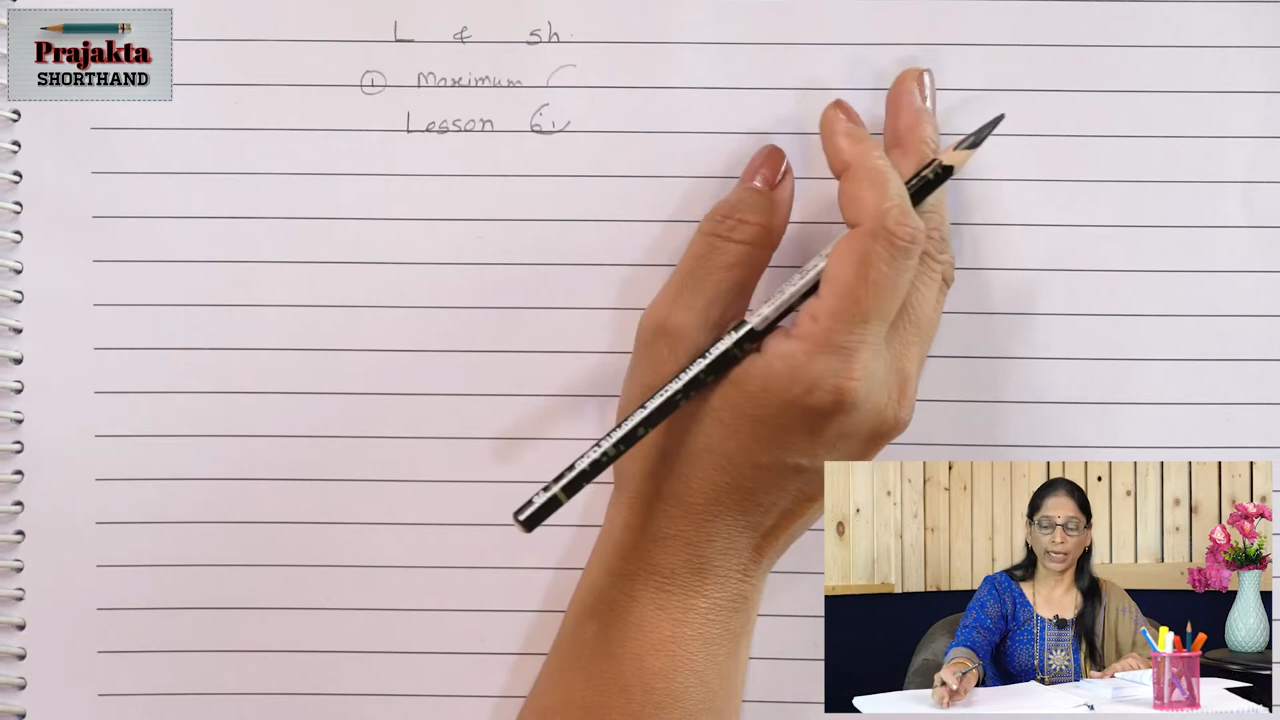 Prajakta
SHORTHAND
L & sh.
① Maximum
Lesson